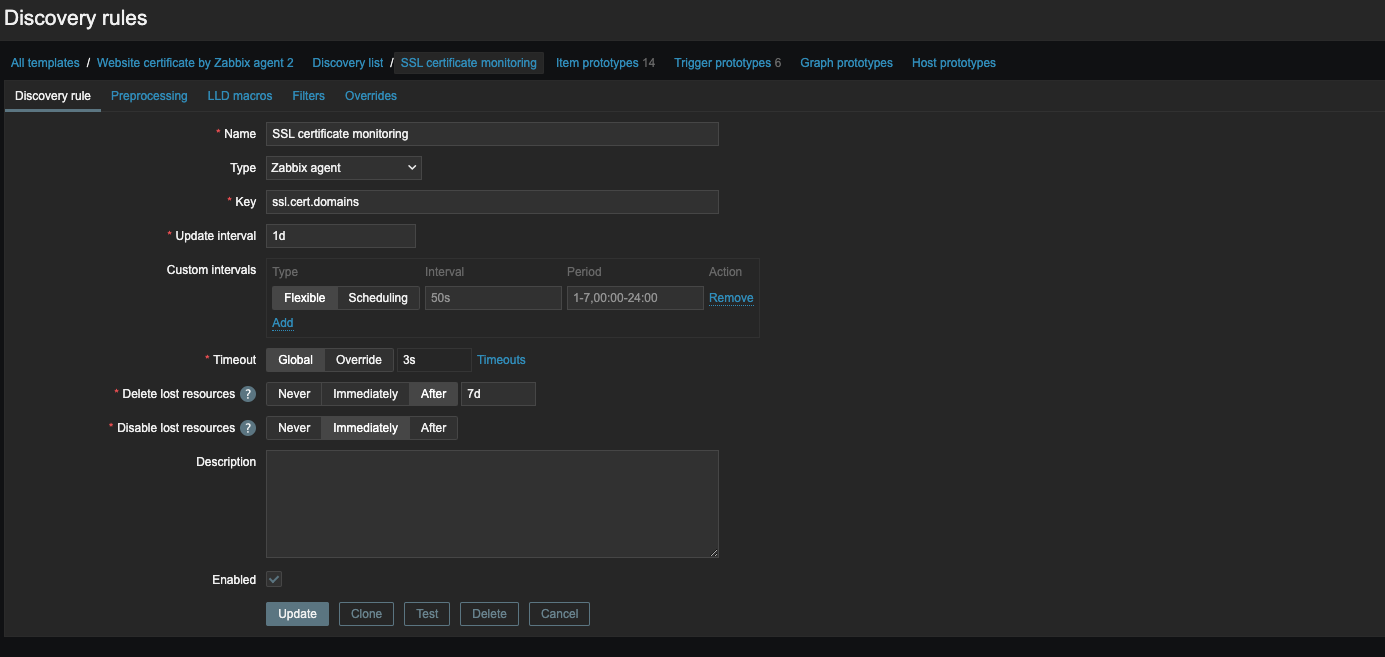 Discovery rules
All templates / Website certificate by Zabbix agent 2 Discovery list / SSL certificate monitoring Item prototypes 14 Trigger prototypes 6 Graph prototypes Host prototypes
Discovery rule Preprocessing LLD macros Filters Overrides
* Name SSL certificate monitoring
Type Zabbix agent
* Key ssl.cert.domains
* Update interval 1d
Custom intervals Type Interval Period Action
Flexible Scheduling 50s 1-7,00:00-24:00 Remove
Add
* Timeout Global Override 3s Timeouts
* Delete lost resources ? Never Immediately After 7d
* Disable lost resources ? Never Immediately After
Description
Enabled
Update Clone Test Delete Cancel